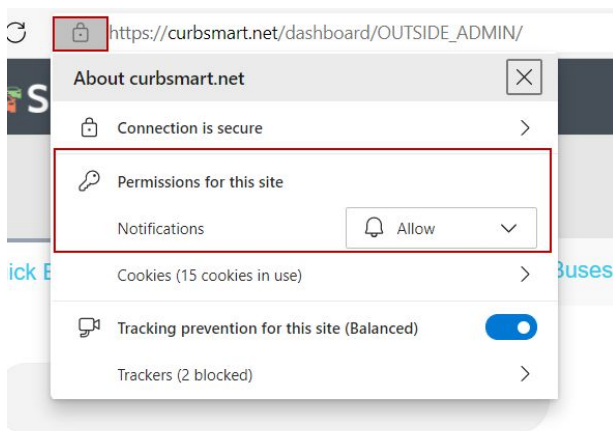 https://curbsmart.net/dashboard/OUTSIDE_ADMIN/
S
About curbsmart.net
Connection is secure
Permissions for this site
Notifications
Allow
ick
Buses
Cookies (15 cookies in use)
Tracking prevention for this site (Balanced)
Trackers (2 blocked)